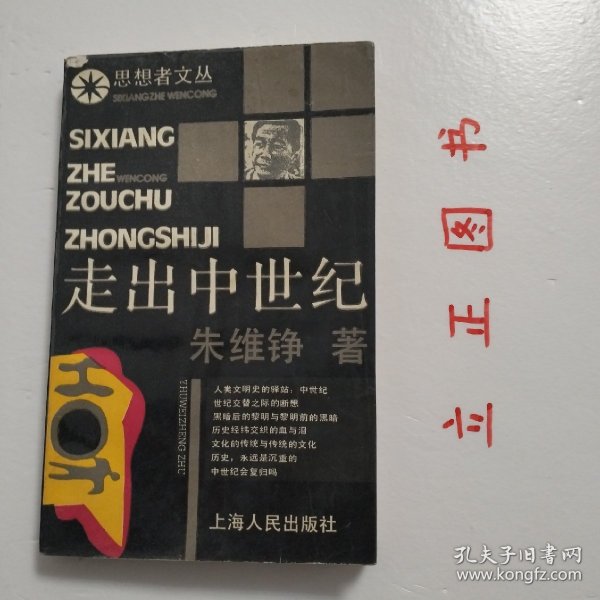 思想者文丛
SIXIANGZHE WENCONG
SIXIANG
ZHE WENCONG
ZOUCHU
ZHONGSHIJI
走出中世纪
朱维铮 著
HOT
ZHUWEIZHENG ZHU
人类文明史的驿站：中世纪
世纪交替之际的断想
黑暗后的黎明与黎明前的黑暗
历史经纬交织的血与泪
文化的传统与传统的文化
历史，永远是沉重的
中世纪会复归吗
上海人民出版社
立正图书
孔夫子旧书网
www.kongfz.com